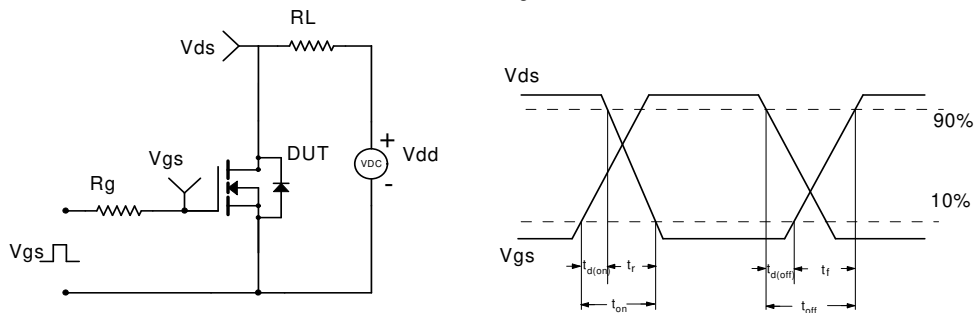 RL
Vds
Vgs
DUT
VDC
+
-
Vdd
Rg
Vgs
Vds
90%
10%
Vgs
td(on)
tr
td(off)
tf
ton
toff